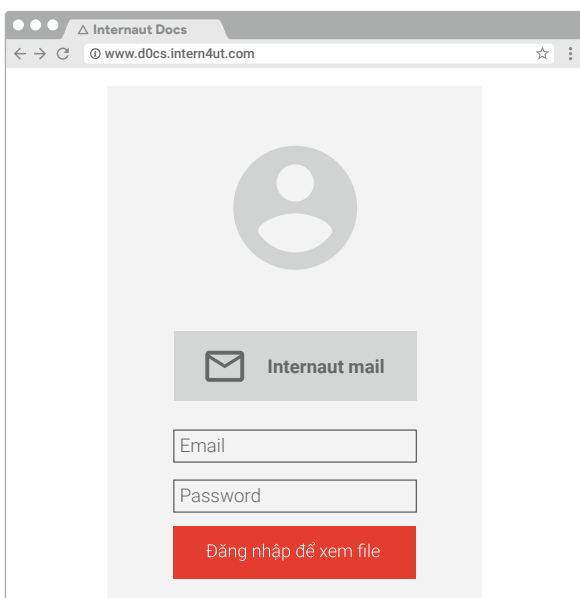 Internaut Docs
www.d0cs.intern4ut.com
Internaut mail
Email
Password
Đăng nhập để xem file